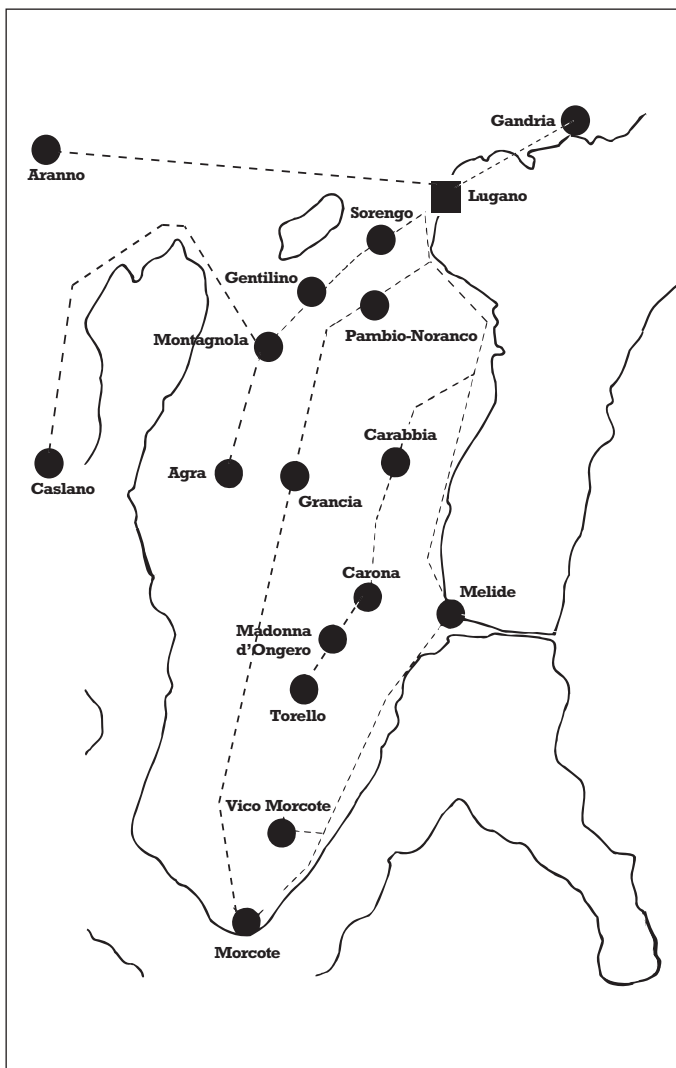 Gandria
Aranno
Lugano
Sorengo
Gentilino
Pambio-Noranco
Montagnola
Carabbia
Agra
Caslano
Grancia
Carona
Melide
Madonna
d'Ongero
Torello
Vico Morcote
Morcote